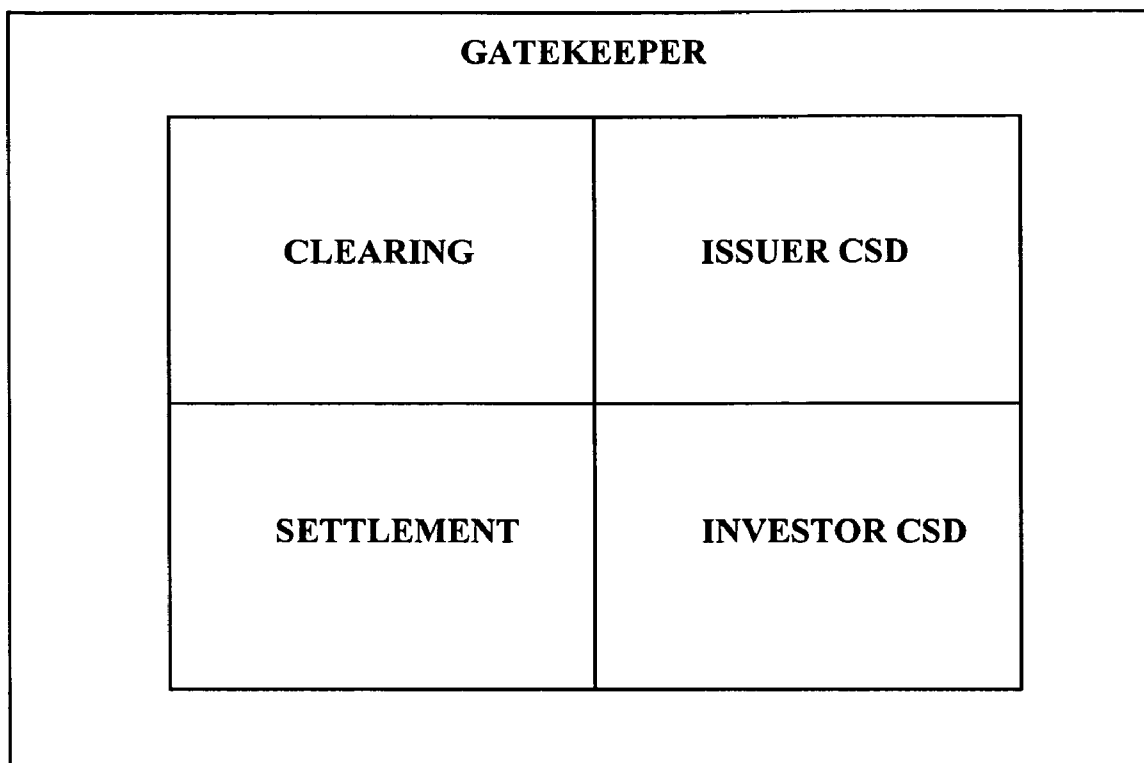 GATEKEEPER
CLEARING
ISSUER CSD
SETTLEMENT
INVESTOR CSD